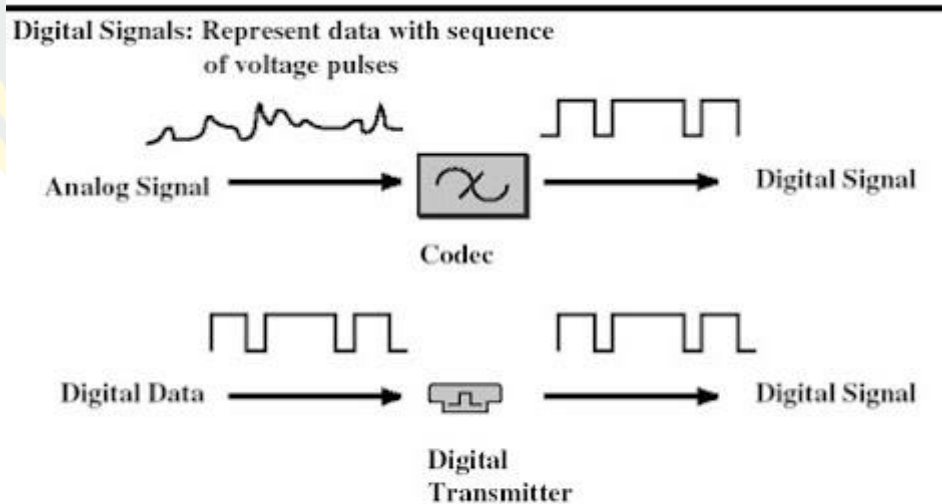 Digital Signals: Represent data with sequence
of voltage pulses
Analog Signal
Digital Signal
Codec
Digital Data
Digital Signal
Digital
Transmitter